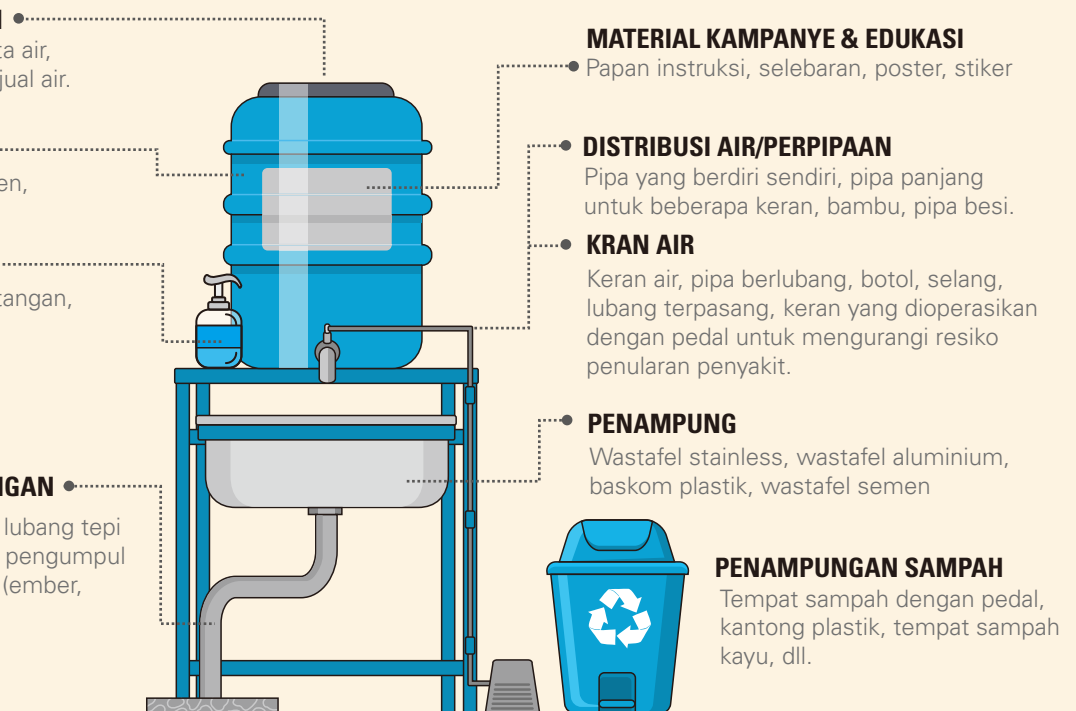 ta air,
jual air.
en,
tangan,
lubang tepi
pengumpul
(ember,
MATERIAL KAMPANYE & EDUKASI
Papan instruksi, selebaran, poster, stiker
DISTRIBUSI AIR/PERPIPAAN
Pipa yang berdiri sendiri, pipa panjang
untuk beberapa keran, bambu, pipa besi.
KRAN AIR
Keran air, pipa berlubang, botol, selang,
lubang terpasang, keran yang dioperasikan
dengan pedal untuk mengurangi resiko
penularan penyakit.
PENAMPUNG
Wastafel stainless, wastafel aluminium,
baskom plastik, wastafel semen
PENAMPUNGAN SAMPAH
Tempat sampah dengan pedal,
kantong plastik, tempat sampah
kayu, dll.